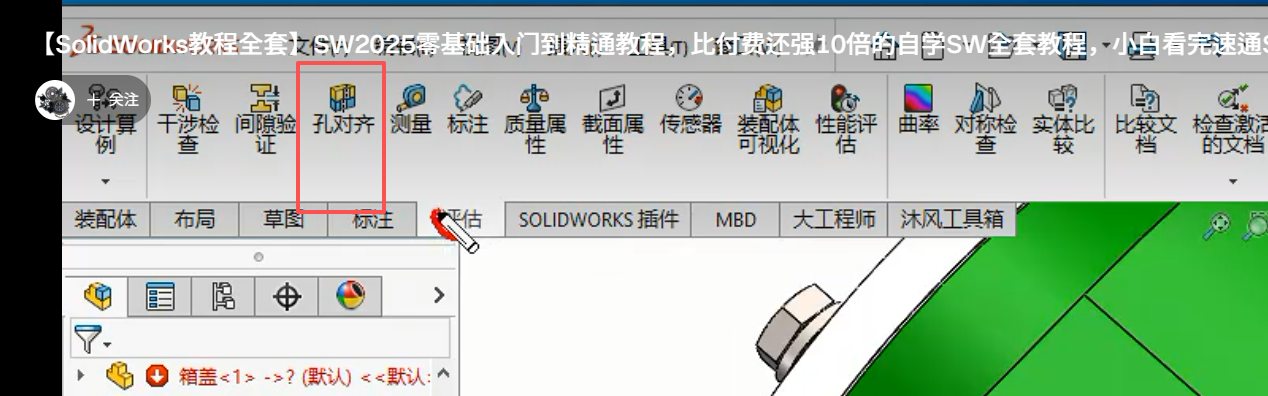 【SolidWorks教程全套】SW2025零基础入门到精通教程，比付费还强10倍的自学SW全套教程，小白看完速通S
十 关注
设计算例
干涉检查
间隙验证
孔对齐
测量
标注
质量属性
截面属性
传感器
装配体可视化
性能评估
曲率
对称检查
实体比较
比较文档
检查激活的文档
装配体 布局 草图 标注 评估 SOLIDWORKS 插件 MBD 大工程师 沐风工具箱
箱盖<1> ->? (默认) <<默认: